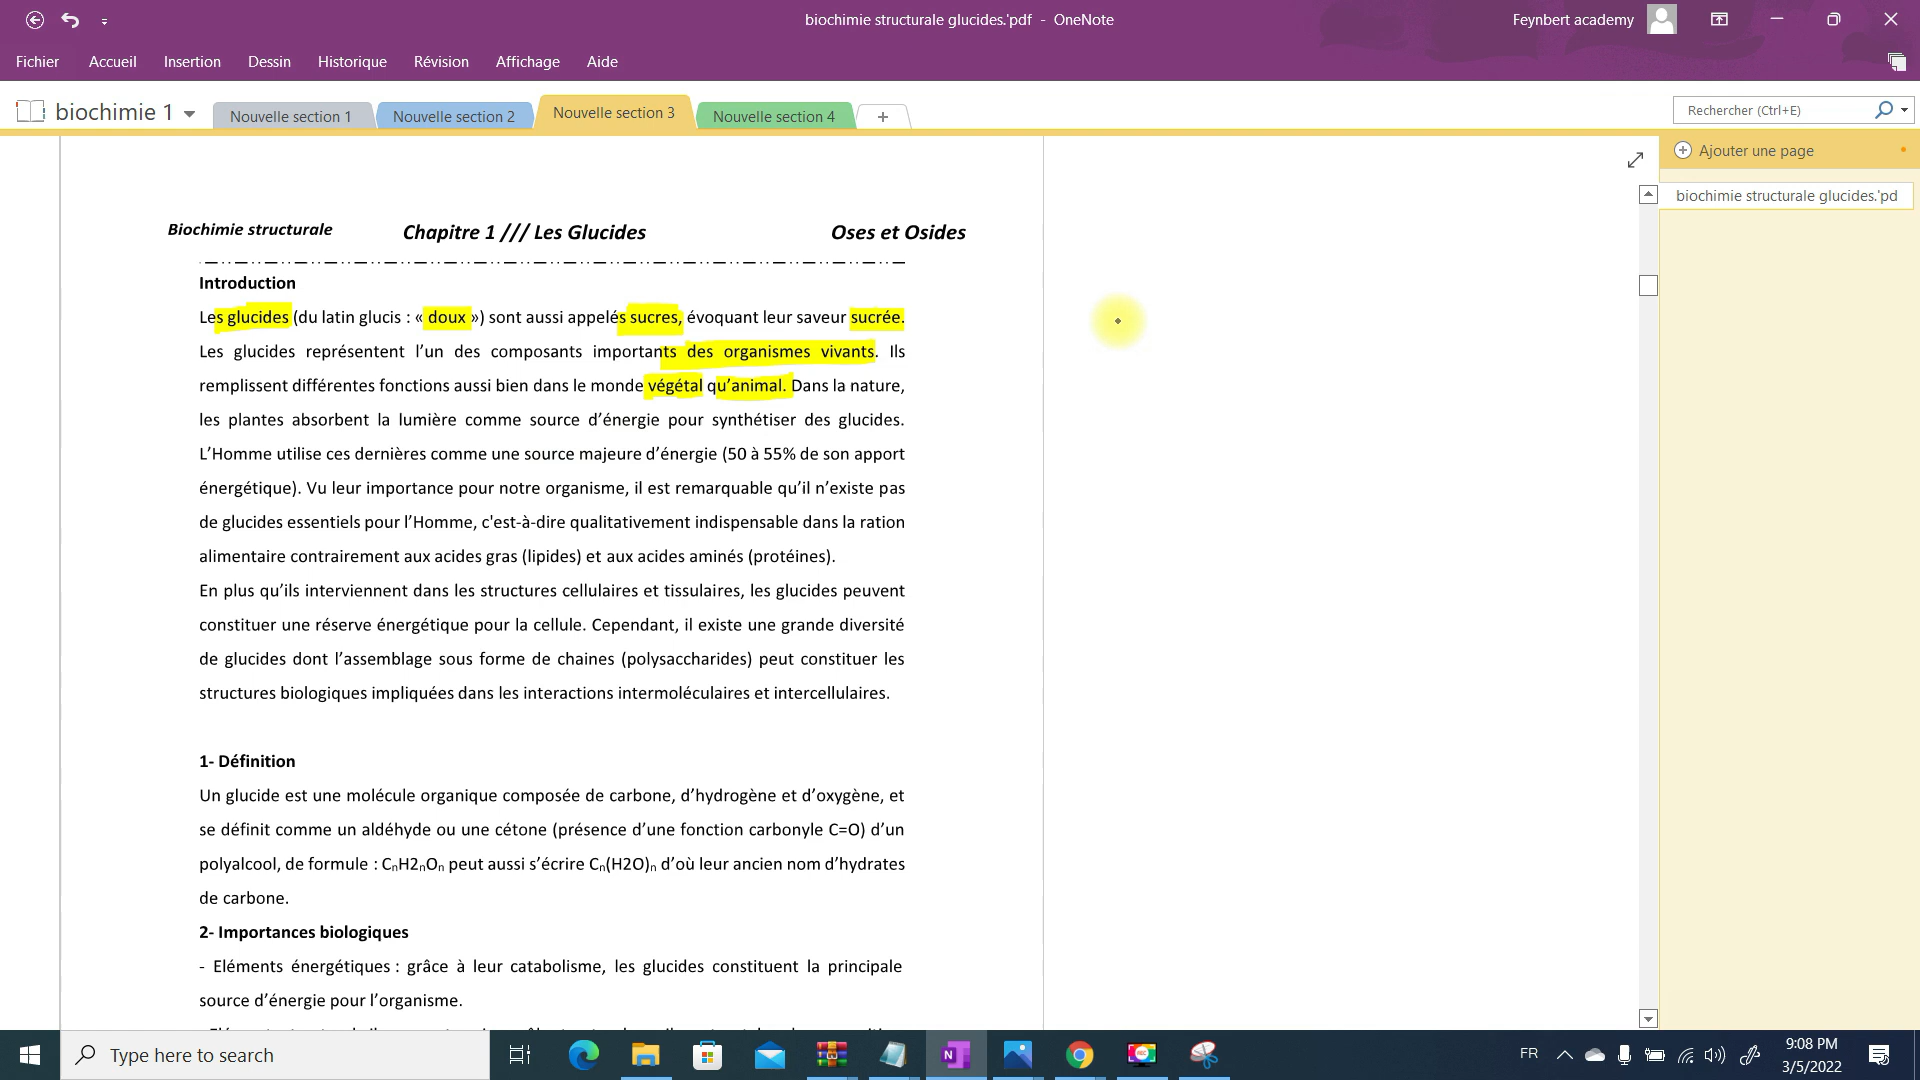 biochimie structurale glucides.'pdf - OneNote
Feynbert academy
Fichier Accueil Insertion Dessin Historique Révision Affichage Aide
biochimie 1
Nouvelle section 1
Nouvelle section 2
Nouvelle section 3
Nouvelle section 4
+
Rechercher (Ctrl+E)
Ajouter une page
biochimie structurale glucides.'pd
Biochimie structurale Chapitre 1 /// Les Glucides Oses et Osides
Introduction
Les glucides (du latin glucis : « doux ») sont aussi appelés sucres, évoquant leur saveur sucrée.
Les glucides représentent l’un des composants importants des organismes vivants. Ils
remplissent différentes fonctions aussi bien dans le monde végétal qu’animal. Dans la nature,
les plantes absorbent la lumière comme source d’énergie pour synthétiser des glucides.
L’Homme utilise ces dernières comme une source majeure d’énergie (50 à 55% de son apport
énergétique). Vu leur importance pour notre organisme, il est remarquable qu’il n’existe pas
de glucides essentiels pour l’Homme, c'est-à-dire qualitativement indispensable dans la ration
alimentaire contrairement aux acides gras (lipides) et aux acides aminés (protéines).
En plus qu’ils interviennent dans les structures cellulaires et tissulaires, les glucides peuvent
constituer une réserve énergétique pour la cellule. Cependant, il existe une grande diversité
de glucides dont l’assemblage sous forme de chaines (polysaccharides) peut constituer les
structures biologiques impliquées dans les interactions intermoléculaires et intercellulaires.
1- Définition
Un glucide est une molécule organique composée de carbone, d’hydrogène et d’oxygène, et
se définit comme un aldéhyde ou une cétone (présence d’une fonction carbonyle C=O) d’un
polyalcool, de formule : CₙH2ₙOₙ peut aussi s’écrire Cₙ(H2O)ₙ d’où leur ancien nom d’hydrates
de carbone.
2- Importances biologiques
- Eléments énergétiques : grâce à leur catabolisme, les glucides constituent la principale
source d’énergie pour l’organisme.
Type here to search
FR
9:08 PM
3/5/2022